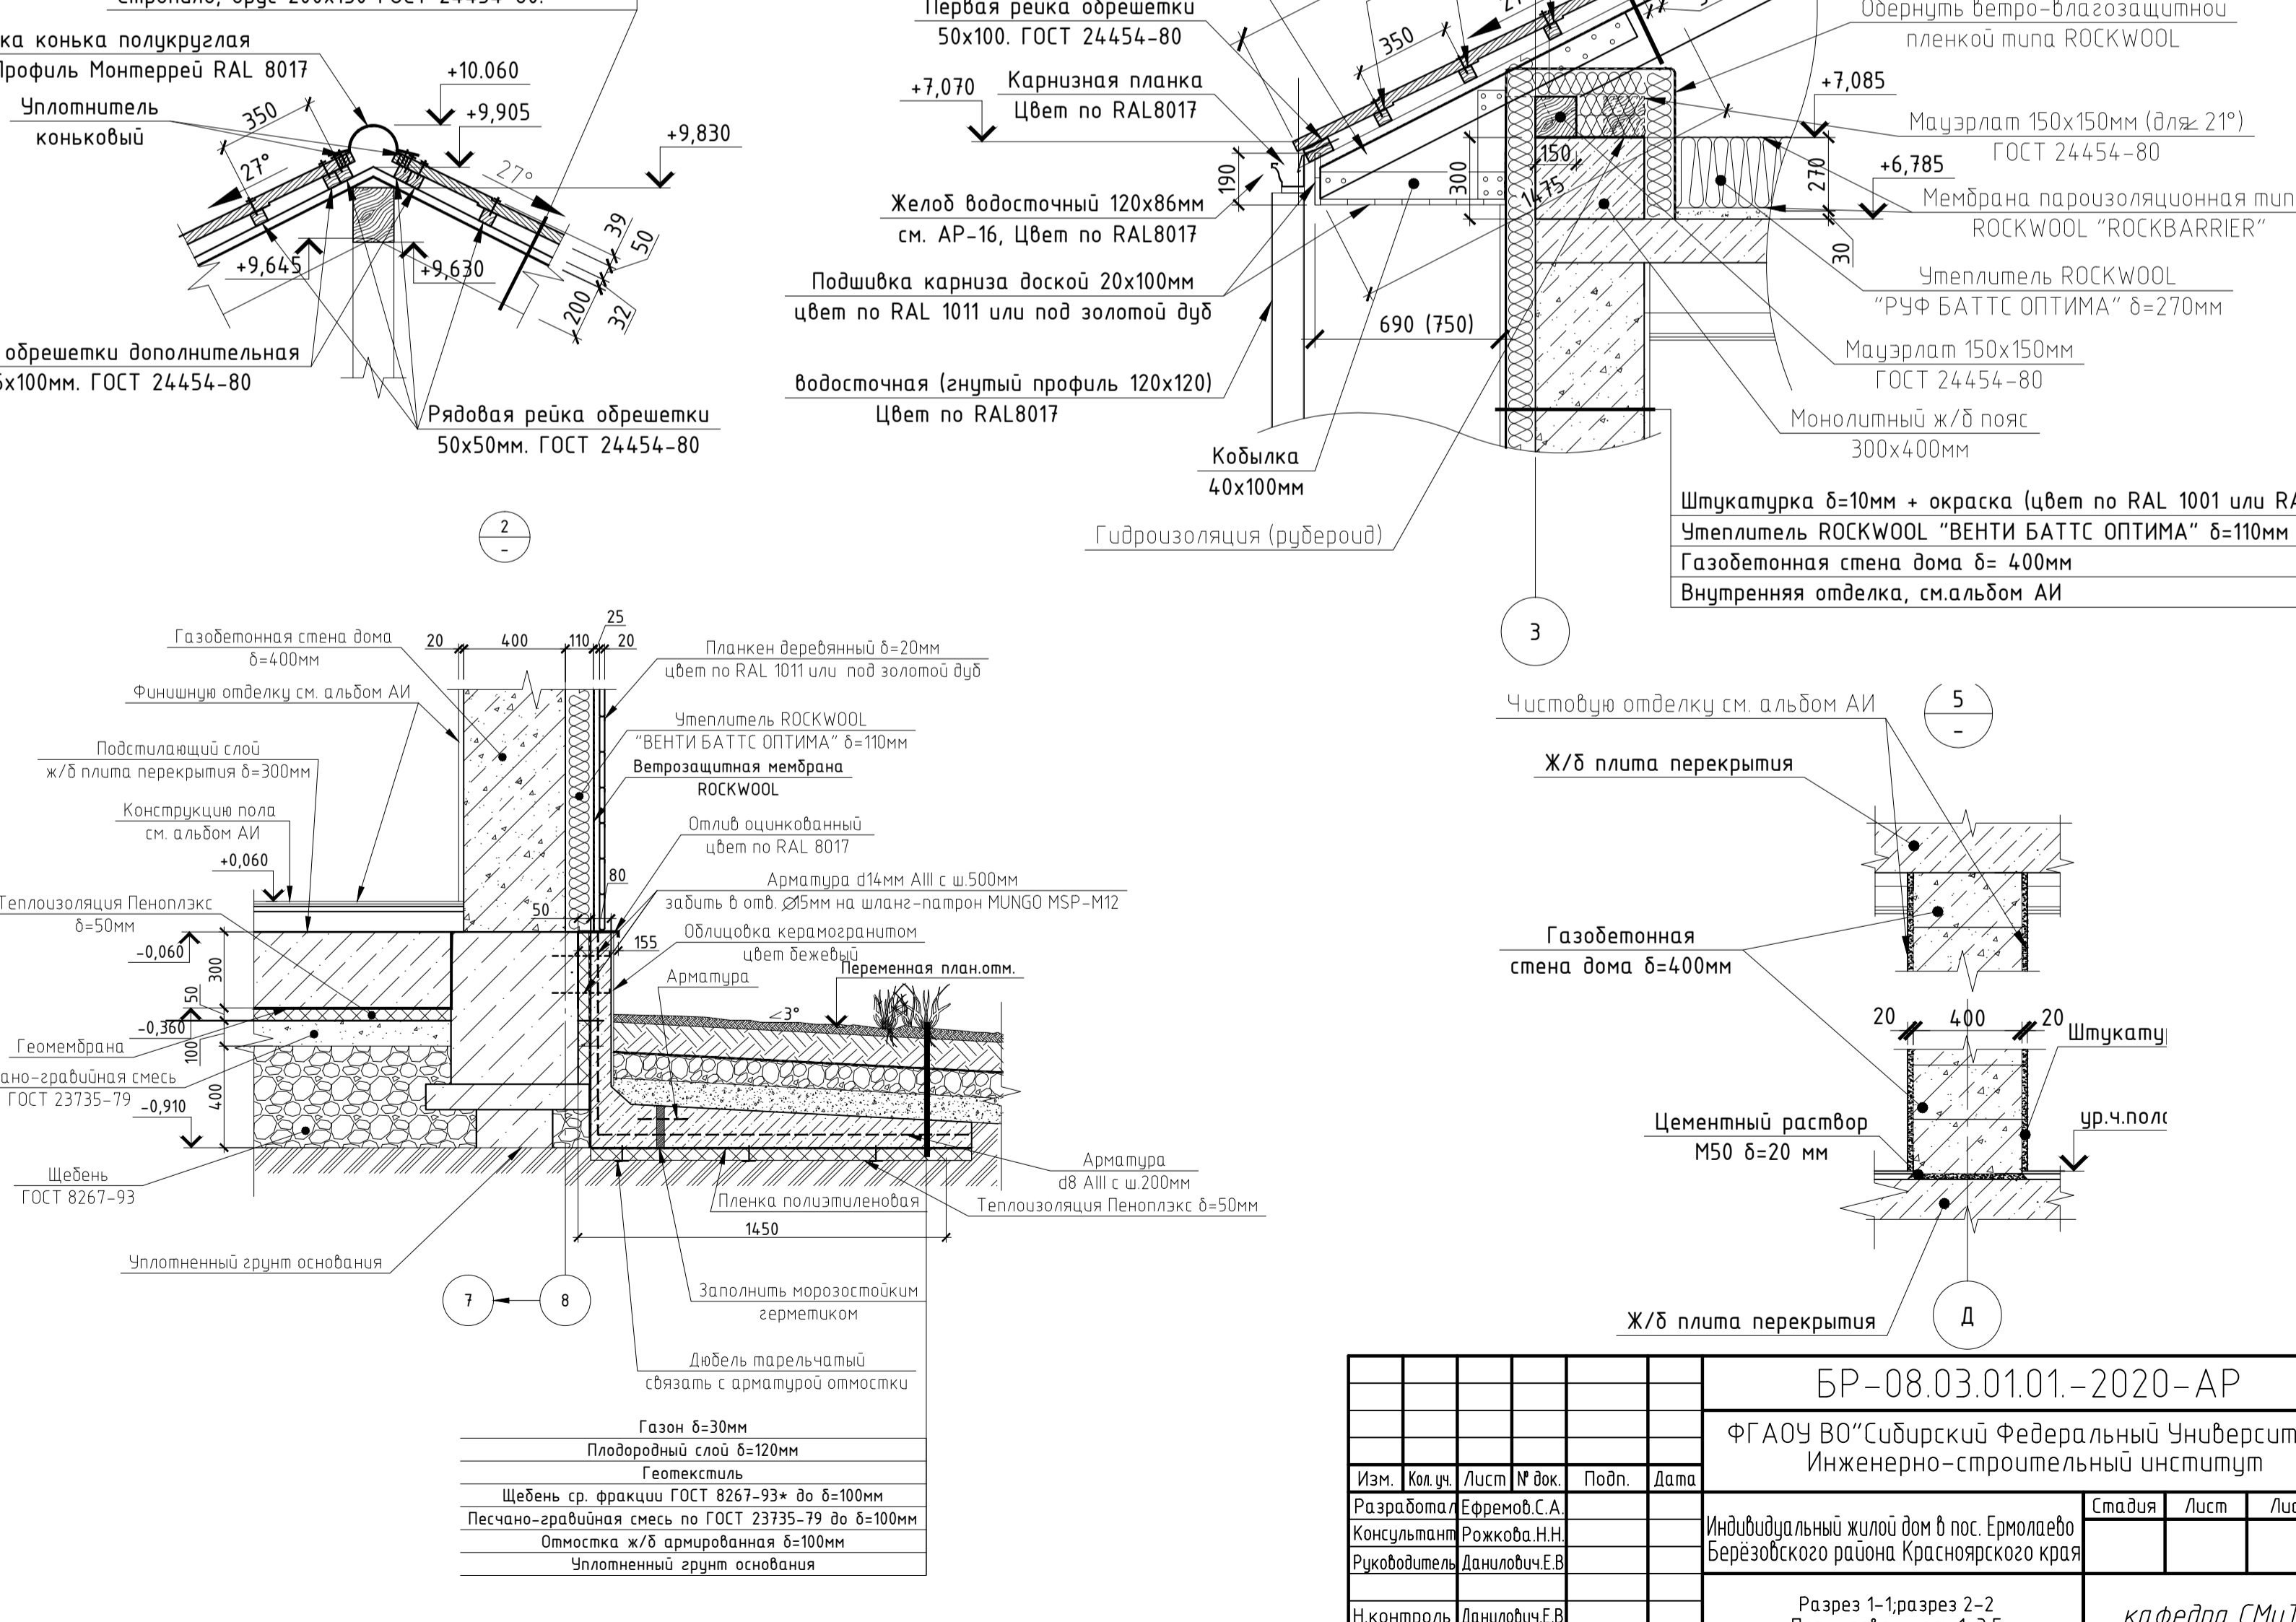 стропило, брус 200х150 ГОСТ 24454-80.
ка конька полукруглая
Профиль Монтеррей RAL 8017
Уплотнитель
коньковый
350
+10.060
+9,905
+9,830
27°
27°
39
50
+9,645
+9,630
200
32
обрешетки дополнительная
х100мм. ГОСТ 24454-80
Рядовая рейка обрешетки
50х50мм. ГОСТ 24454-80
Первая рейка обрешетки
50х100. ГОСТ 24454-80
350
+7,070
Карнизная планка
Цвет по RAL8017
190
300
150
1475
Желоб водосточный 120х86мм
см. АР-16, Цвет по RAL8017
Подшивка карниза доской 20х100мм
цвет по RAL 1011 или под золотой дуб
690 (750)
водосточная (гнутый профиль 120х120)
Цвет по RAL8017
Кобылка
40х100мм
Гидроизоляция (рубероид)
Обернуть ветро-влагозащитной
пленкой типа ROCKWOOL
+7,085
Мауэрлат 150х150мм (для∠ 21°)
ГОСТ 24454-80
270
+6,785
Мембрана пароизоляционная тип
ROCKWOOL "ROCKBARRIER"
30
Утеплитель ROCKWOOL
"РУФ БАТТС ОПТИМА" δ=270мм
Мауэрлат 150х150мм
ГОСТ 24454-80
Монолитный ж/б пояс
300х400мм
Штукатурка δ=10мм + окраска (цвет по RAL 1001 или RA
Утеплитель ROCKWOOL "ВЕНТИ БАТТС ОПТИМА" δ=110мм
Газобетонная стена дома δ= 400мм
Внутренняя отделка, см.альбом АИ
3
2
-
25
20 400 110 20
Газобетонная стена дома
δ=400мм
Финишную отделку см. альбом АИ
Подстилающий слой
ж/б плита перекрытия δ=300мм
Конструкцию пола
см. альбом АИ
+0,060
Теплоизоляция Пеноплэкс
δ=50мм
-0,060
300
50
-0,360
Геомембрана
100
ано-гравийная смесь
ГОСТ 23735-79
-0,910
400
Щебень
ГОСТ 8267-93
Уплотненный грунт основания
Планкен деревянный δ=20мм
цвет по RAL 1011 или под золотой дуб
Утеплитель ROCKWOOL
"ВЕНТИ БАТТС ОПТИМА" δ=110мм
Ветрозащитная мембрана
ROCKWOOL
Отлив оцинкованный
цвет по RAL 8017
80
Арматура d14мм АIII с ш.500мм
забить в отв. Ø15мм на шланг-патрон MUNGO MSP-M12
50
155
Облицовка керамогранитом
цвет бежевый
Переменная план.отм.
Арматура
∠3°
Арматура
d8 АIII с ш.200мм
Пленка полиэтиленовая
Теплоизоляция Пеноплэкс δ=50мм
1450
7
8
Заполнить морозостойким
герметиком
Дюбель тарельчатый
связать с арматурой отмостки
Газон δ=30мм
Плодородный слой δ=120мм
Геотекстиль
Щебень ср. фракции ГОСТ 8267-93* до δ=100мм
Песчано-гравийная смесь по ГОСТ 23735-79 до δ=100мм
Отмостка ж/б армированная δ=100мм
Уплотненный грунт основания
Чистовую отделку см. альбом АИ
5
-
Ж/б плита перекрытия
Газобетонная
стена дома δ=400мм
20 400 20
Штукату
Цементный раствор
М50 δ=20 мм
ур.ч.пол
Ж/б плита перекрытия
Д
БР-08.03.01.01.-2020-АР
ФГАОУ ВО"Сибирский Федеральный Университ
Инженерно-строительный институт
Изм. Кол.уч. Лист № док. Подп. Дата
Разработал Ефремов.С.А.
Консультант Рожкова.Н.Н.
Руководитель Данилович.Е.В
Индивидуальный жилой дом в пос. Ермолаево
Берёзовского района Красноярского края
Стадия Лист Лис
Н.контроль Данилович.Е.В
Разрез 1-1;разрез 2-2
кафедра СМиТ